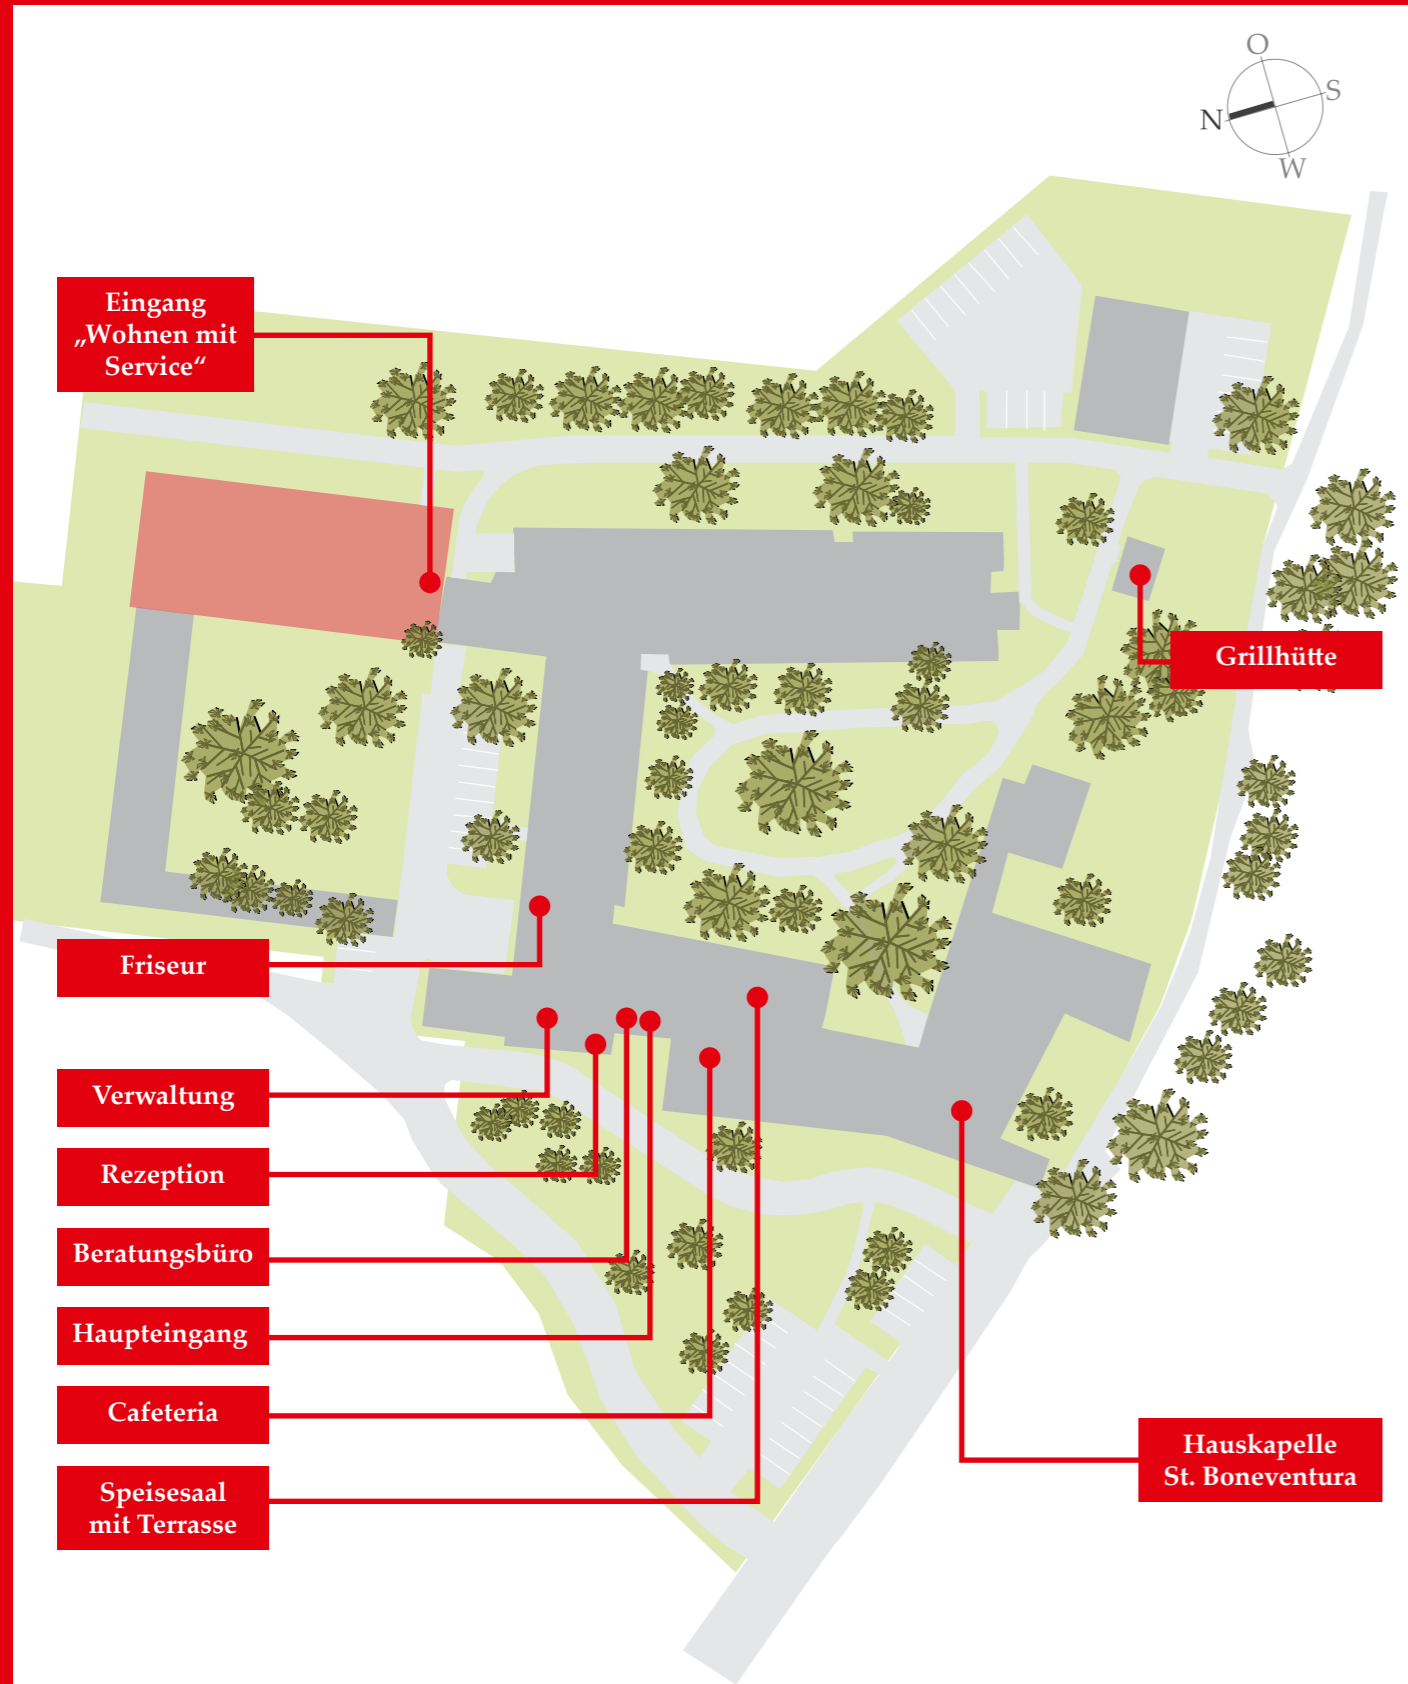 O
S
N
W
Eingang
„Wohnen mit
Service“
Grillhütte
Friseur
Verwaltung
Rezeption
Beratungsbüro
Haupteingang
Cafeteria
Speisesaal
mit Terrasse
Hauskapelle
St. Boneventura